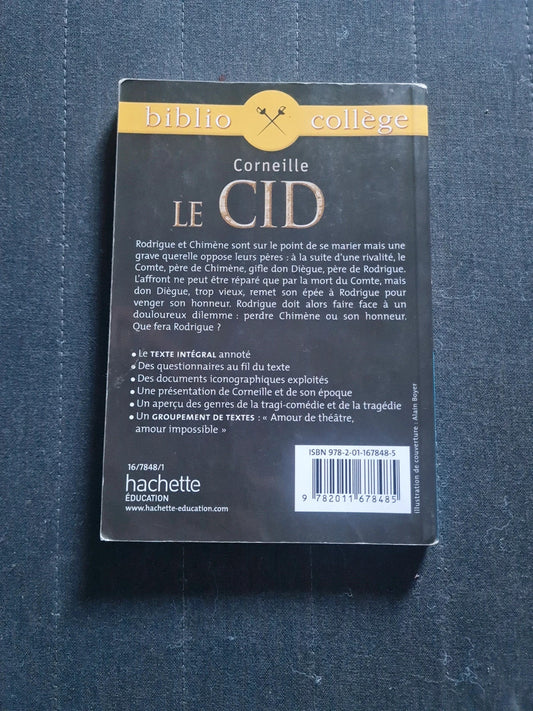 biblio collège
Corneille
LE CID
Rodrigue et Chimène sont sur le point de se marier mais une
grave querelle oppose leurs pères : à la suite d'une rivalité, le
Comte, père de Chimène, gifle don Diègue, père de Rodrigue.
L'affront ne peut être réparé que par la mort du Comte, mais
don Diègue, trop vieux, remet son épée à Rodrigue pour
venger son honneur. Rodrigue doit alors faire face à un
douloureux dilemme : perdre Chimène ou son honneur.
Que fera Rodrigue ?
• Le TEXTE INTÉGRAL annoté
• Des questionnaires au fil du texte
• Des documents iconographiques exploités
• Une présentation de Corneille et de son époque
• Un aperçu des genres de la tragi-comédie et de la tragédie
• Un GROUPEMENT DE TEXTES : « Amour de théâtre,
amour impossible »
16/7848/1
hachette
ÉDUCATION
www.hachette-education.com
ISBN 978-2-01-167848-5
9 782011 678485
Illustration de couverture : Alain Boyer